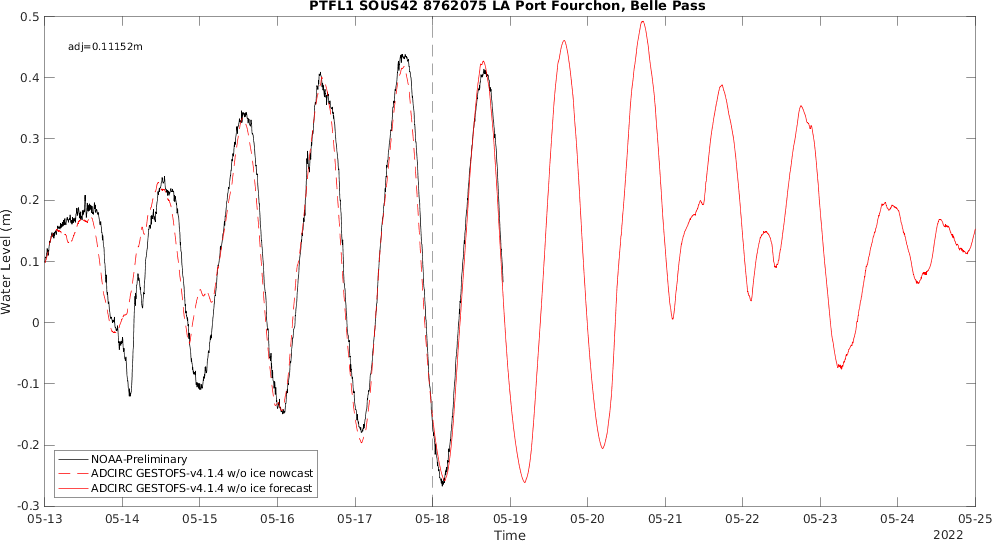 PTFL1 SOUS42 8762075 LA Port Fourchon, Belle Pass
0.5
adj=0.11152m
0.4
0.3
0.2
0.1
0
-0.1
-0.2
-0.3
Water Level (m)
NOAA-Preliminary
ADCIRC GESTOFS-v4.1.4 w/o ice nowcast
ADCIRC GESTOFS-v4.1.4 w/o ice forecast
05-13 05-14 05-15 05-16 05-17 05-18 05-19 05-20 05-21 05-22 05-23 05-24 05-25
Time
2022